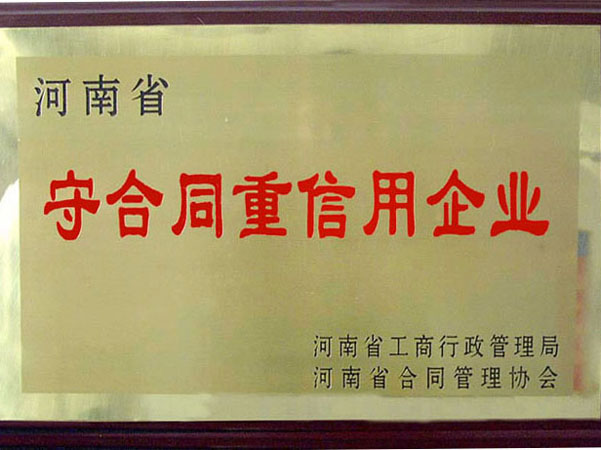 河南省
守合同重信用企业
河南省工商行政管理局
河南省合同管理协会